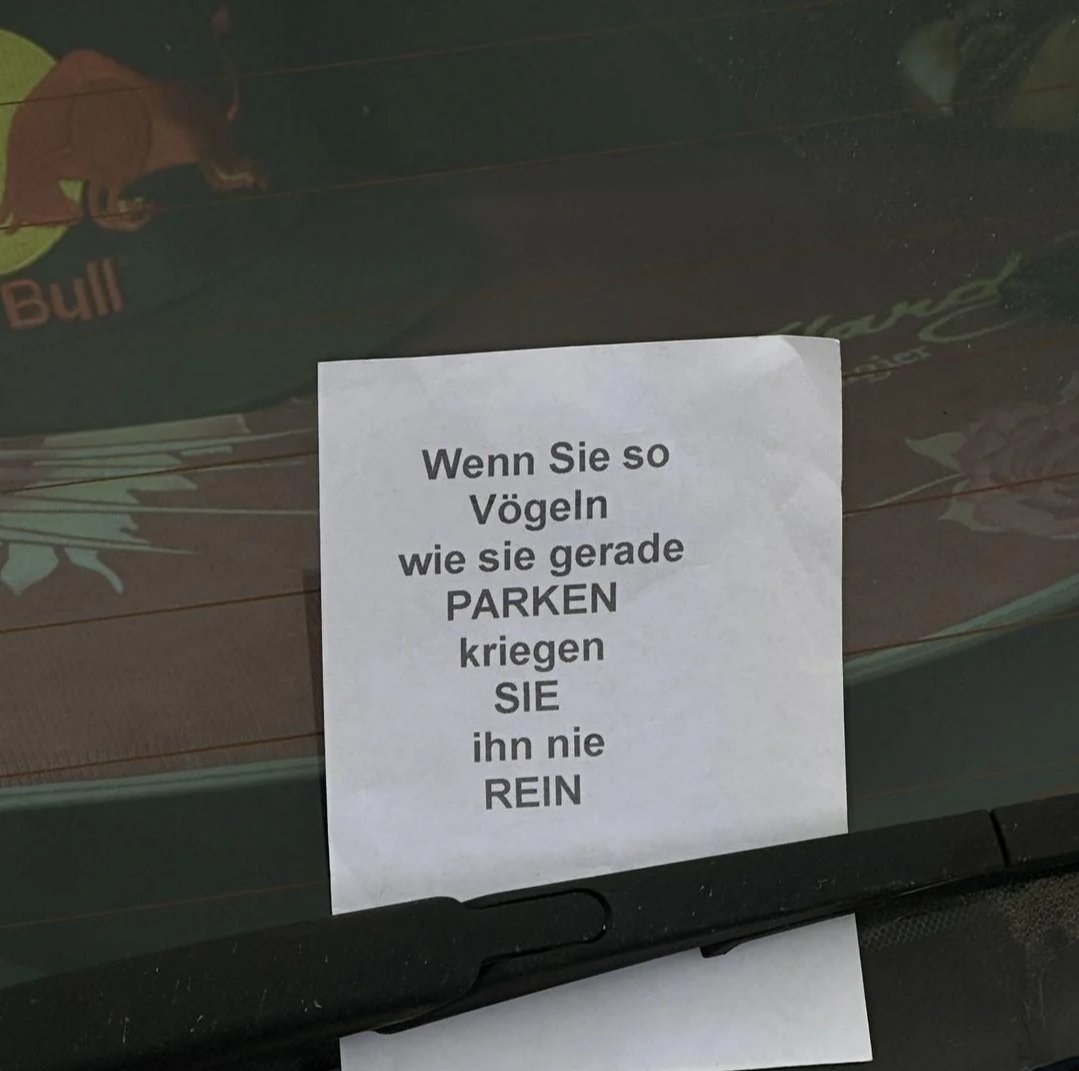 Bull
Wenn Sie so
Vögeln
wie sie gerade
PARKEN
kriegen
SIE
ihn nie
REIN